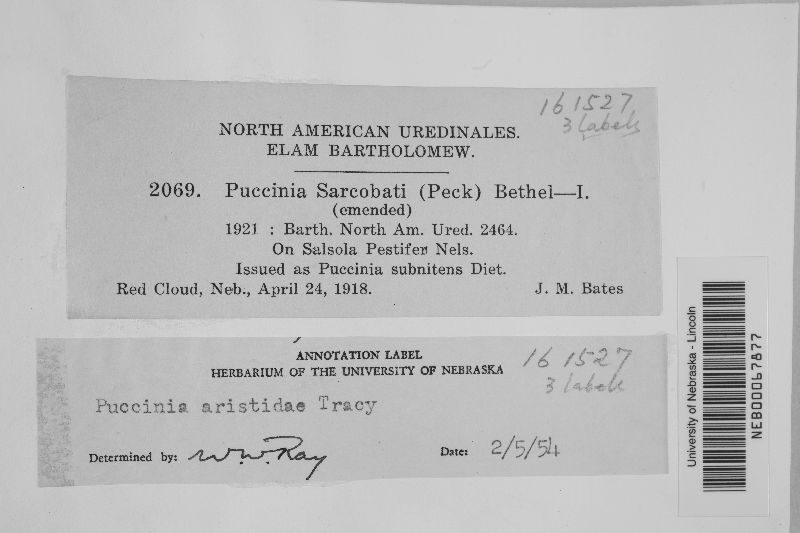 161527
3 labels
NORTH AMERICAN UREDINALES.
ELAM BARTHOLOMEW.
2069. Puccinia Sarcobati (Peck) Bethel—I.
(emended)
1921 : Barth. North Am. Ured. 2464.
On Salsola Pestifer Nels.
Issued as Puccinia subnitens Diet.
Red Cloud, Neb., April 24, 1918. J. M. Bates
ANNOTATION LABEL
HERBARIUM OF THE UNIVERSITY OF NEBRASKA
161527
3 labels
Puccinia aristidae Tracy
Determined by: W.W. Ray Date: 2/5/54
University of Nebraska - Lincoln
NEB00067877